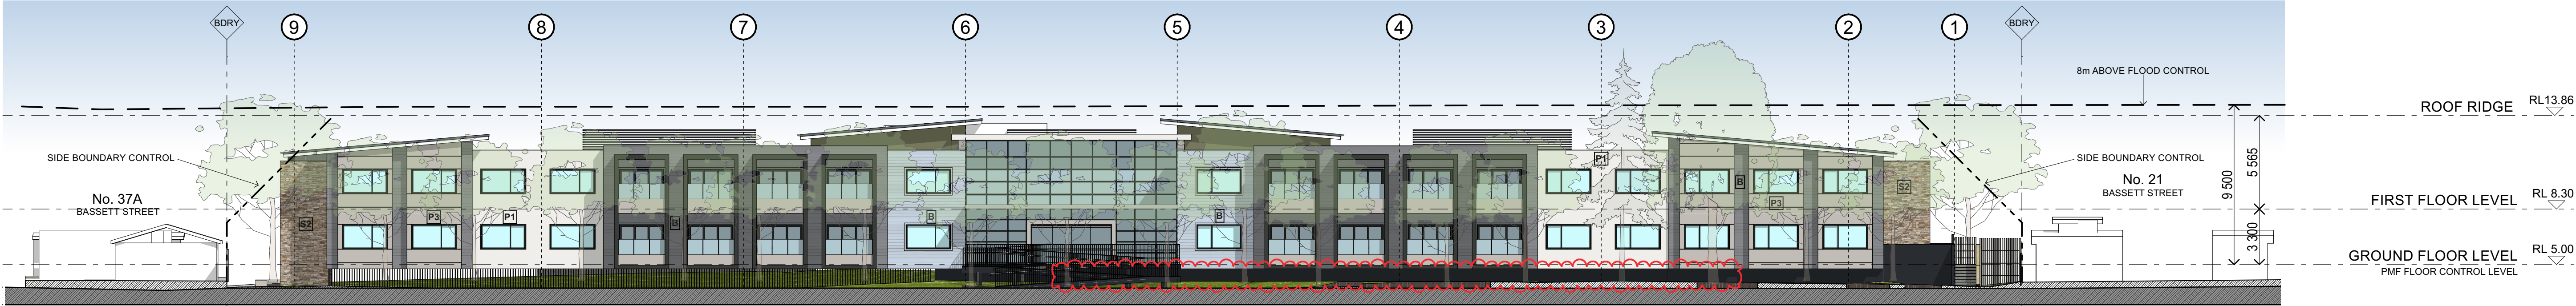 BDRY
9
8
7
6
5
4
3
2
1
BDRY
8m ABOVE FLOOD CONTROL
ROOF RIDGE
RL13.86
SIDE BOUNDARY CONTROL
No. 37A
BASSETT STREET
SIDE BOUNDARY CONTROL
No. 21
BASSETT STREET
S2
P3
P1
B
B
B
P1
B
P3
S2
9 500
5 565
3 300
FIRST FLOOR LEVEL
RL 8.30
GROUND FLOOR LEVEL
RL 5.00
PMF FLOOR CONTROL LEVEL